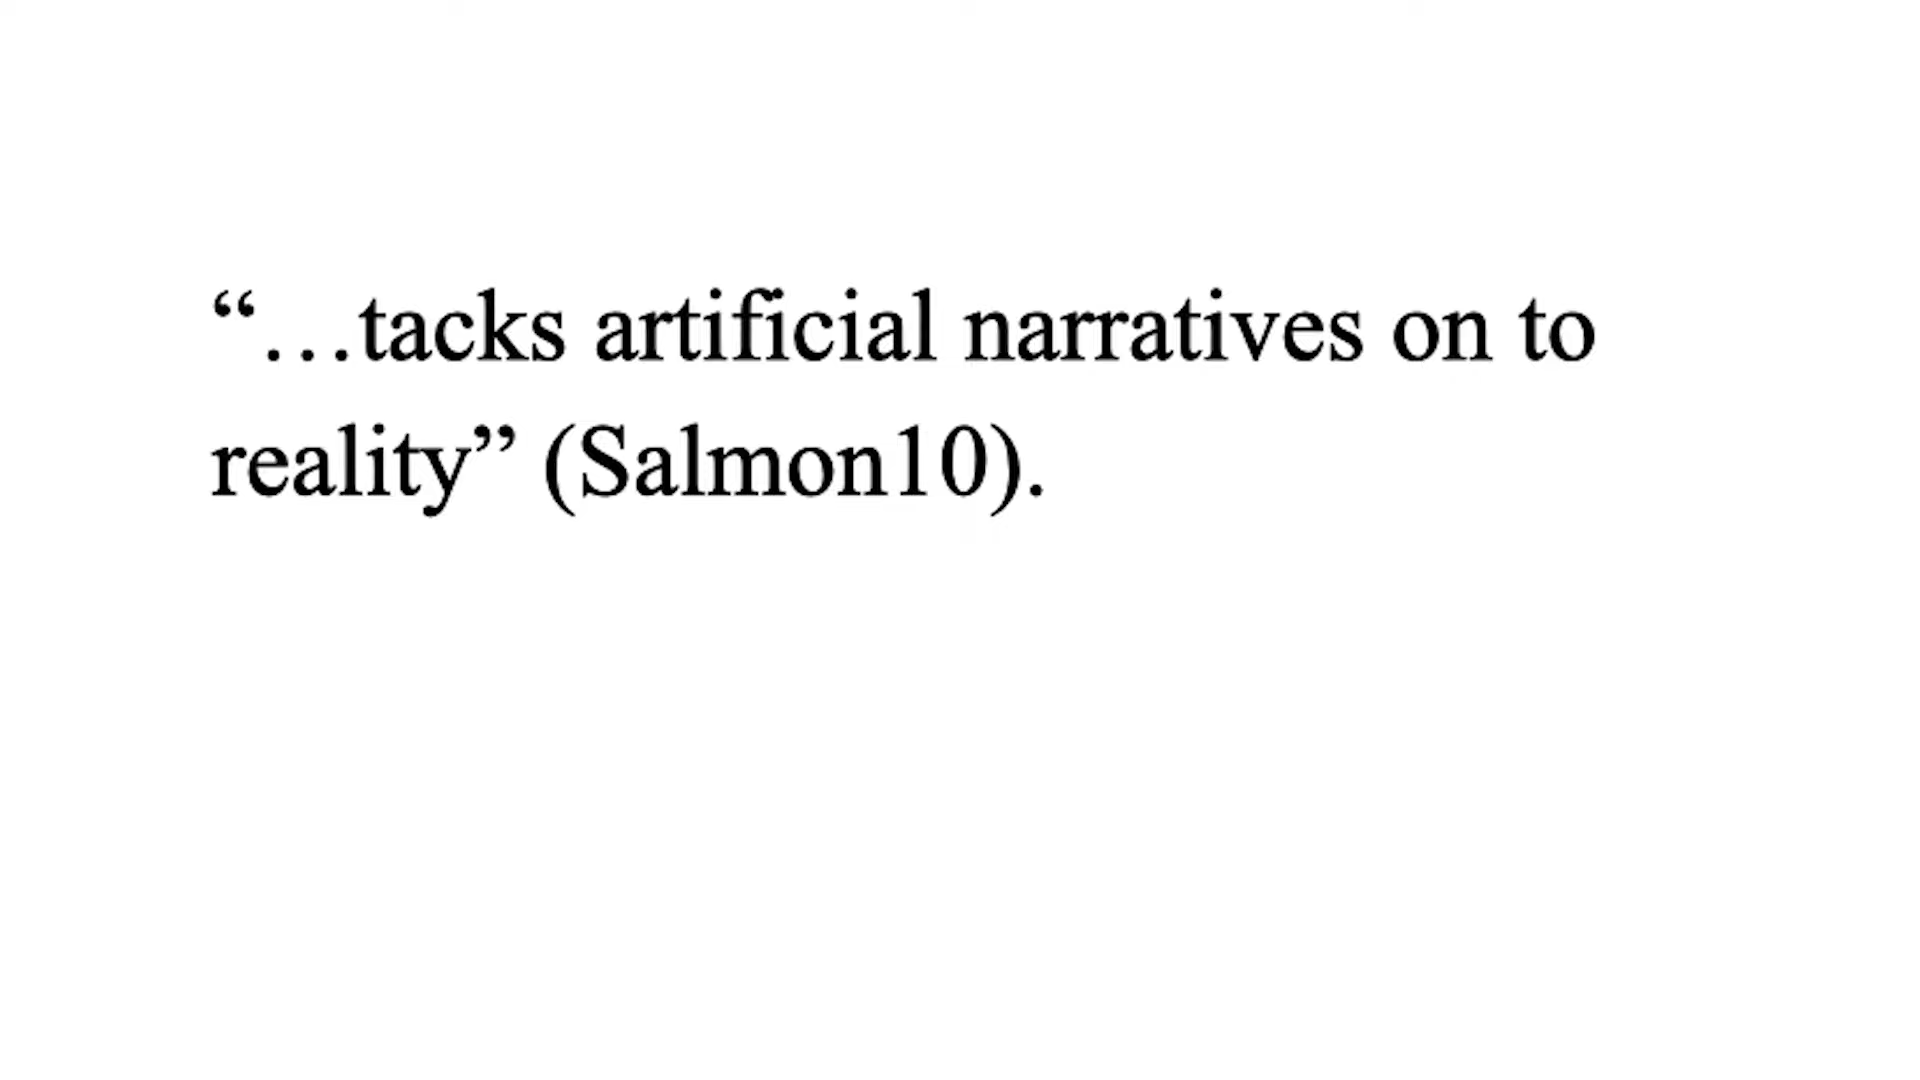 “…tacks artificial narratives on to
reality” (Salmon10).